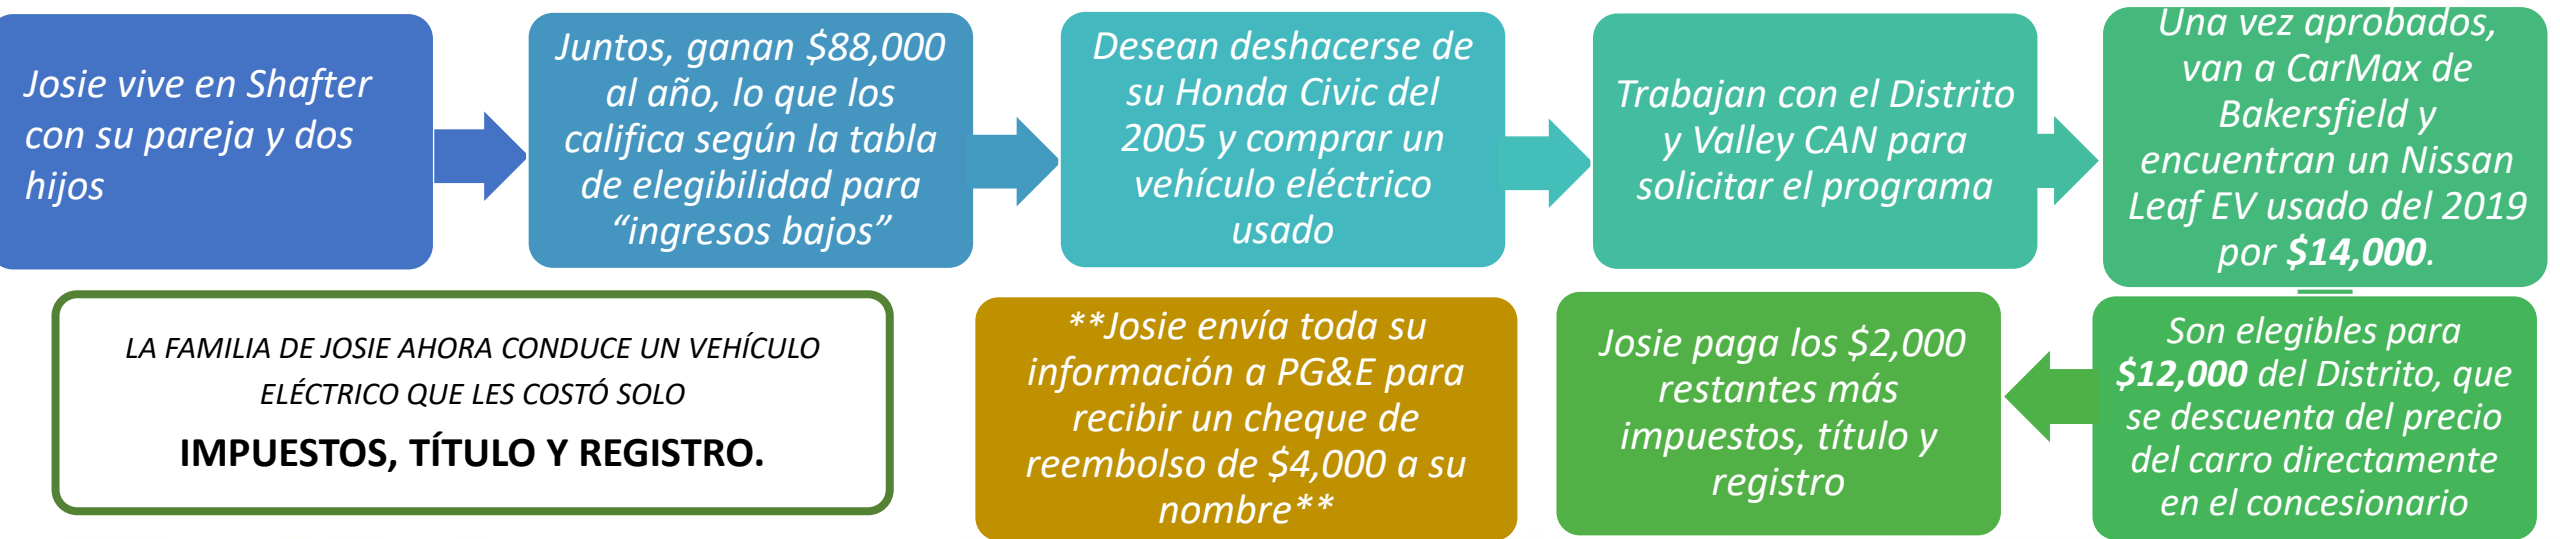 Josie vive en Shafter
con su pareja y dos
hijos
Juntos, ganan $88,000
al año, lo que los
califica según la tabla
de elegibilidad para
“ingresos bajos”
Desean deshacerse de
su Honda Civic del
2005 y comprar un
vehículo eléctrico
usado
Trabajan con el Distrito
y Valley CAN para
solicitar el programa
Una vez aprobados,
van a CarMax de
Bakersfield y
encuentran un Nissan
Leaf EV usado del 2019
por $14,000.
Son elegibles para
$12,000 del Distrito, que
se descuenta del precio
del carro directamente
en el concesionario
Josie paga los $2,000
restantes más
impuestos, título y
registro
**Josie envía toda su
información a PG&E para
recibir un cheque de
reembolso de $4,000 a su
nombre**
LA FAMILIA DE JOSIE AHORA CONDUCE UN VEHÍCULO
ELÉCTRICO QUE LES COSTÓ SOLO
IMPUESTOS, TÍTULO Y REGISTRO.